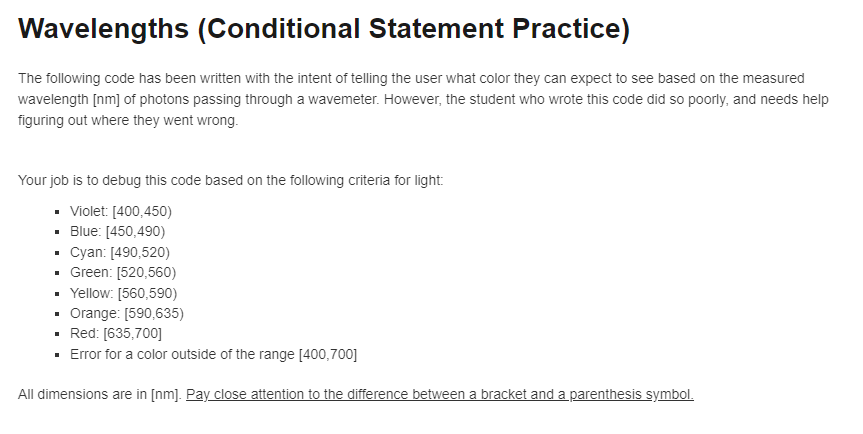 Wavelengths (Conditional Statement Practice)
The following code has been written with the intent of telling the user what color they can expect to see based on the measured
wavelength [nm] of photons passing through a wavemeter. However, the student who wrote this code did so poorly, and needs help
figuring out where they went wrong.
Your job is to debug this code based on the following criteria for light:
▪ Violet: [400,450)
▪ Blue: [450,490)
▪ Cyan: [490,520)
▪ Green: [520,560)
▪ Yellow: [560,590)
▪ Orange: [590,635)
▪ Red: [635,700]
▪ Error for a color outside of the range [400,700]
All dimensions are in [nm]. Pay close attention to the difference between a bracket and a parenthesis symbol.